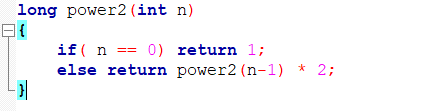 long power2(int n)
{
if( n == 0) return 1;
else return power2(n-1) * 2;
}